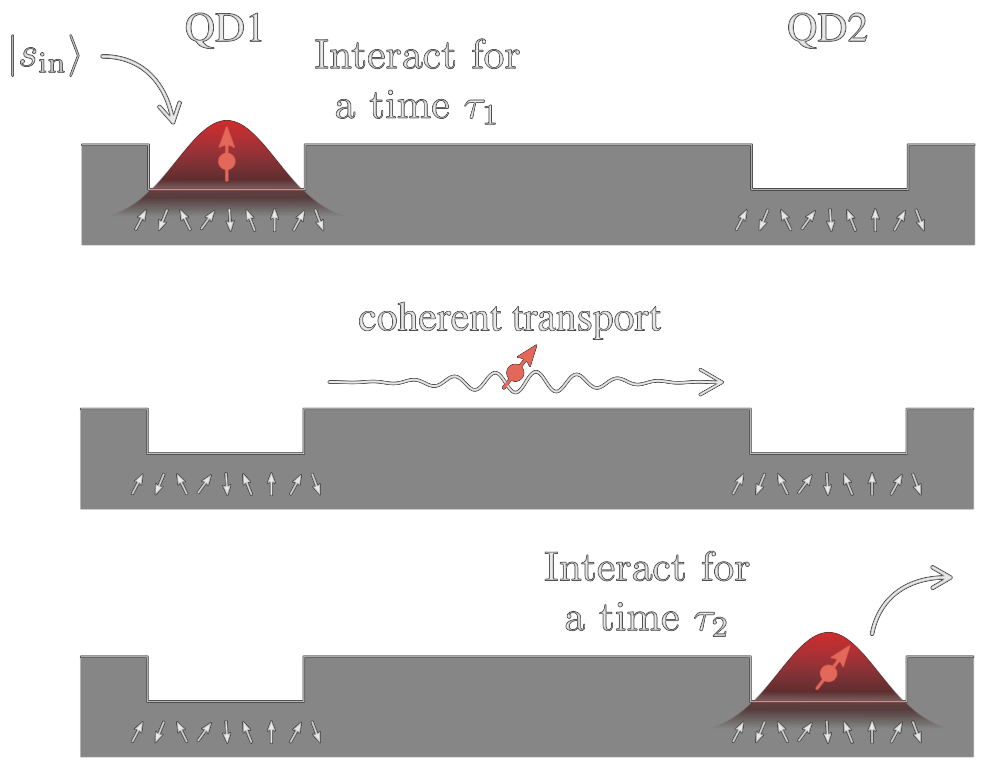 QD1
QD2
|s_in⟩
Interact for
a time τ₁
coherent transport
Interact for
a time τ₂